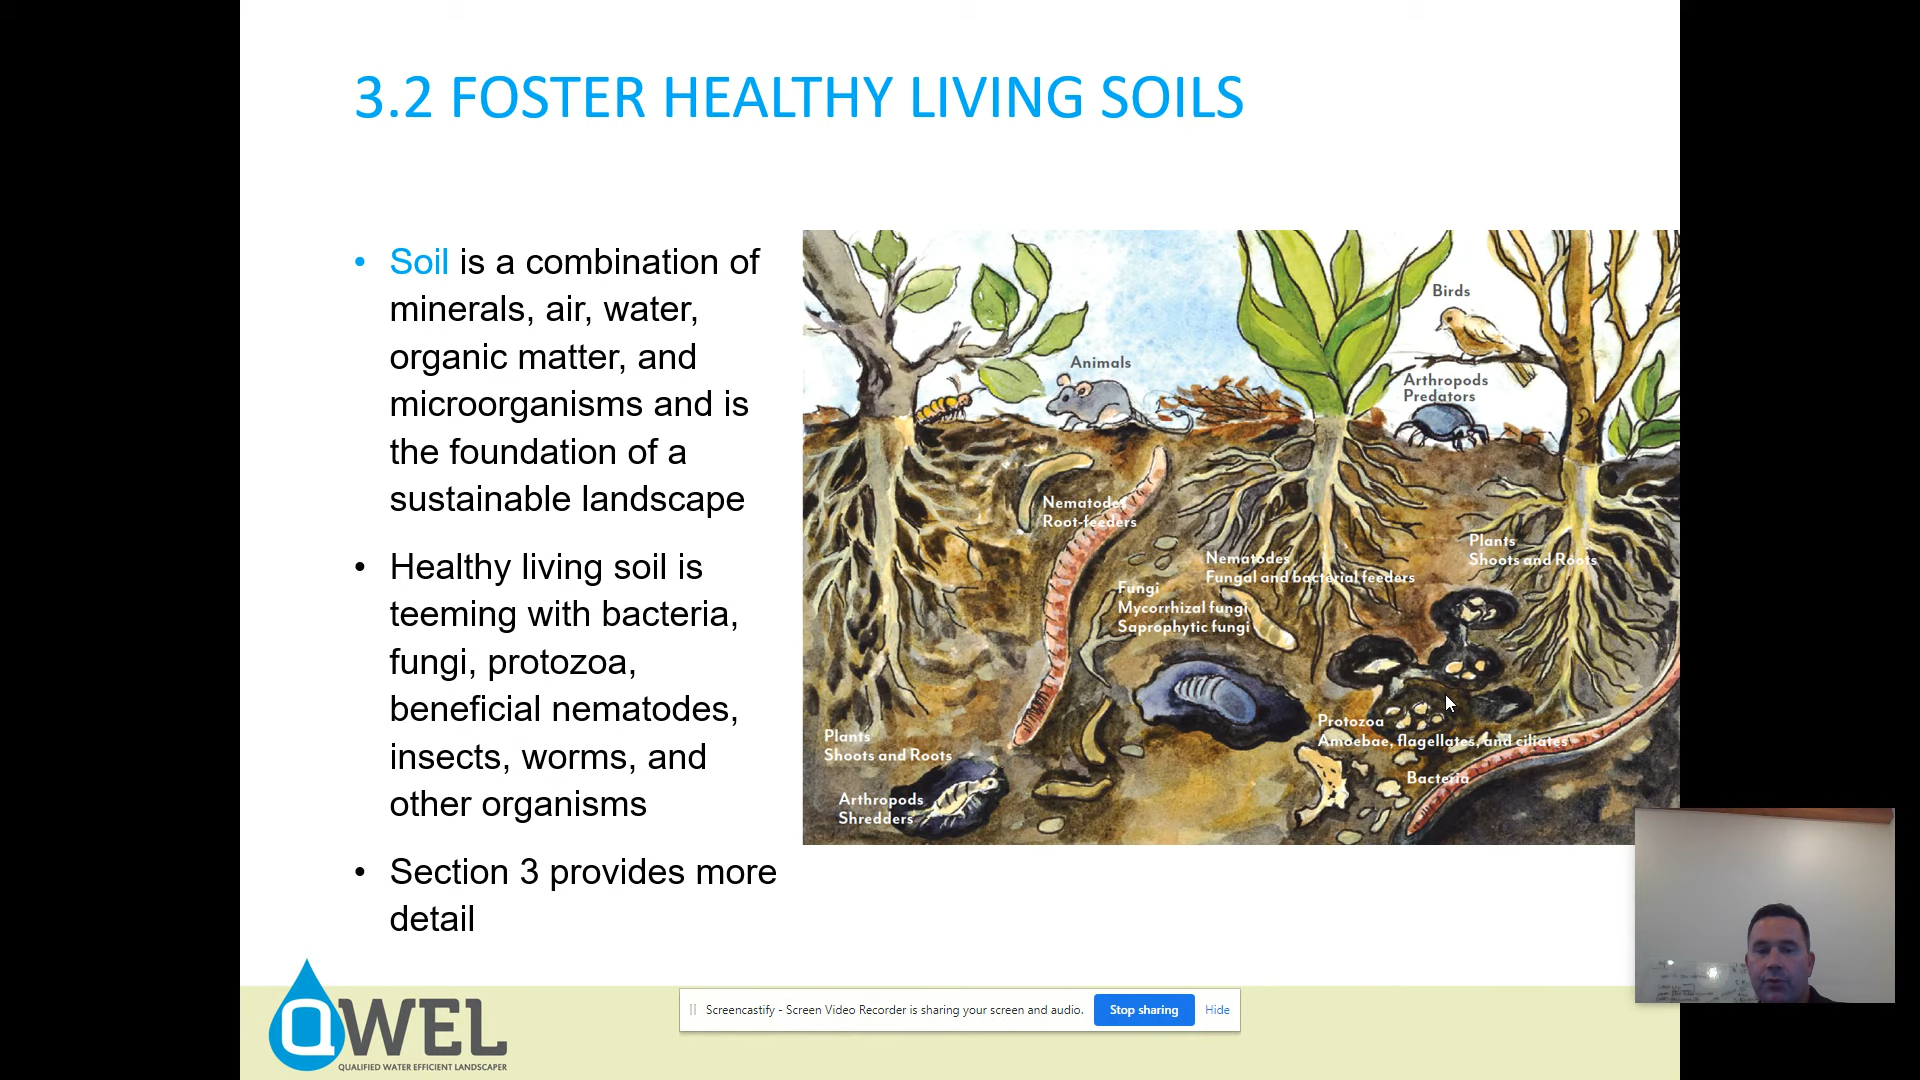 3.2 FOSTER HEALTHY LIVING SOILS
• Soil is a combination of
minerals, air, water,
organic matter, and
microorganisms and is
the foundation of a
sustainable landscape
• Healthy living soil is
teeming with bacteria,
fungi, protozoa,
beneficial nematodes,
insects, worms, and
other organisms
• Section 3 provides more
detail
Birds
Animals
Arthropods
Predators
Nematodes
Root-feeders
Plants
Shoots and Roots
Nematodes
Fungal and bacterial feeders
Fungi
Mycorrhizal fungi
Saprophytic fungi
Protozoa
Amoebae, flagellates, and ciliates
Plants
Shoots and Roots
Bacteria
Arthropods
Shredders
QWEL
QUALIFIED WATER EFFICIENT LANDSCAPER
Screencastify - Screen Video Recorder is sharing your screen and audio.
Stop sharing
Hide